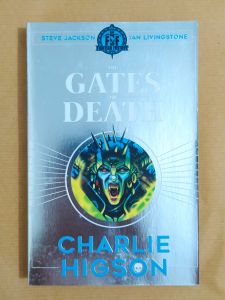 STEVE JACKSON IAN LIVINGSTONE
THE
GATES
OF
DEATH
CHARLIE
HIGSON